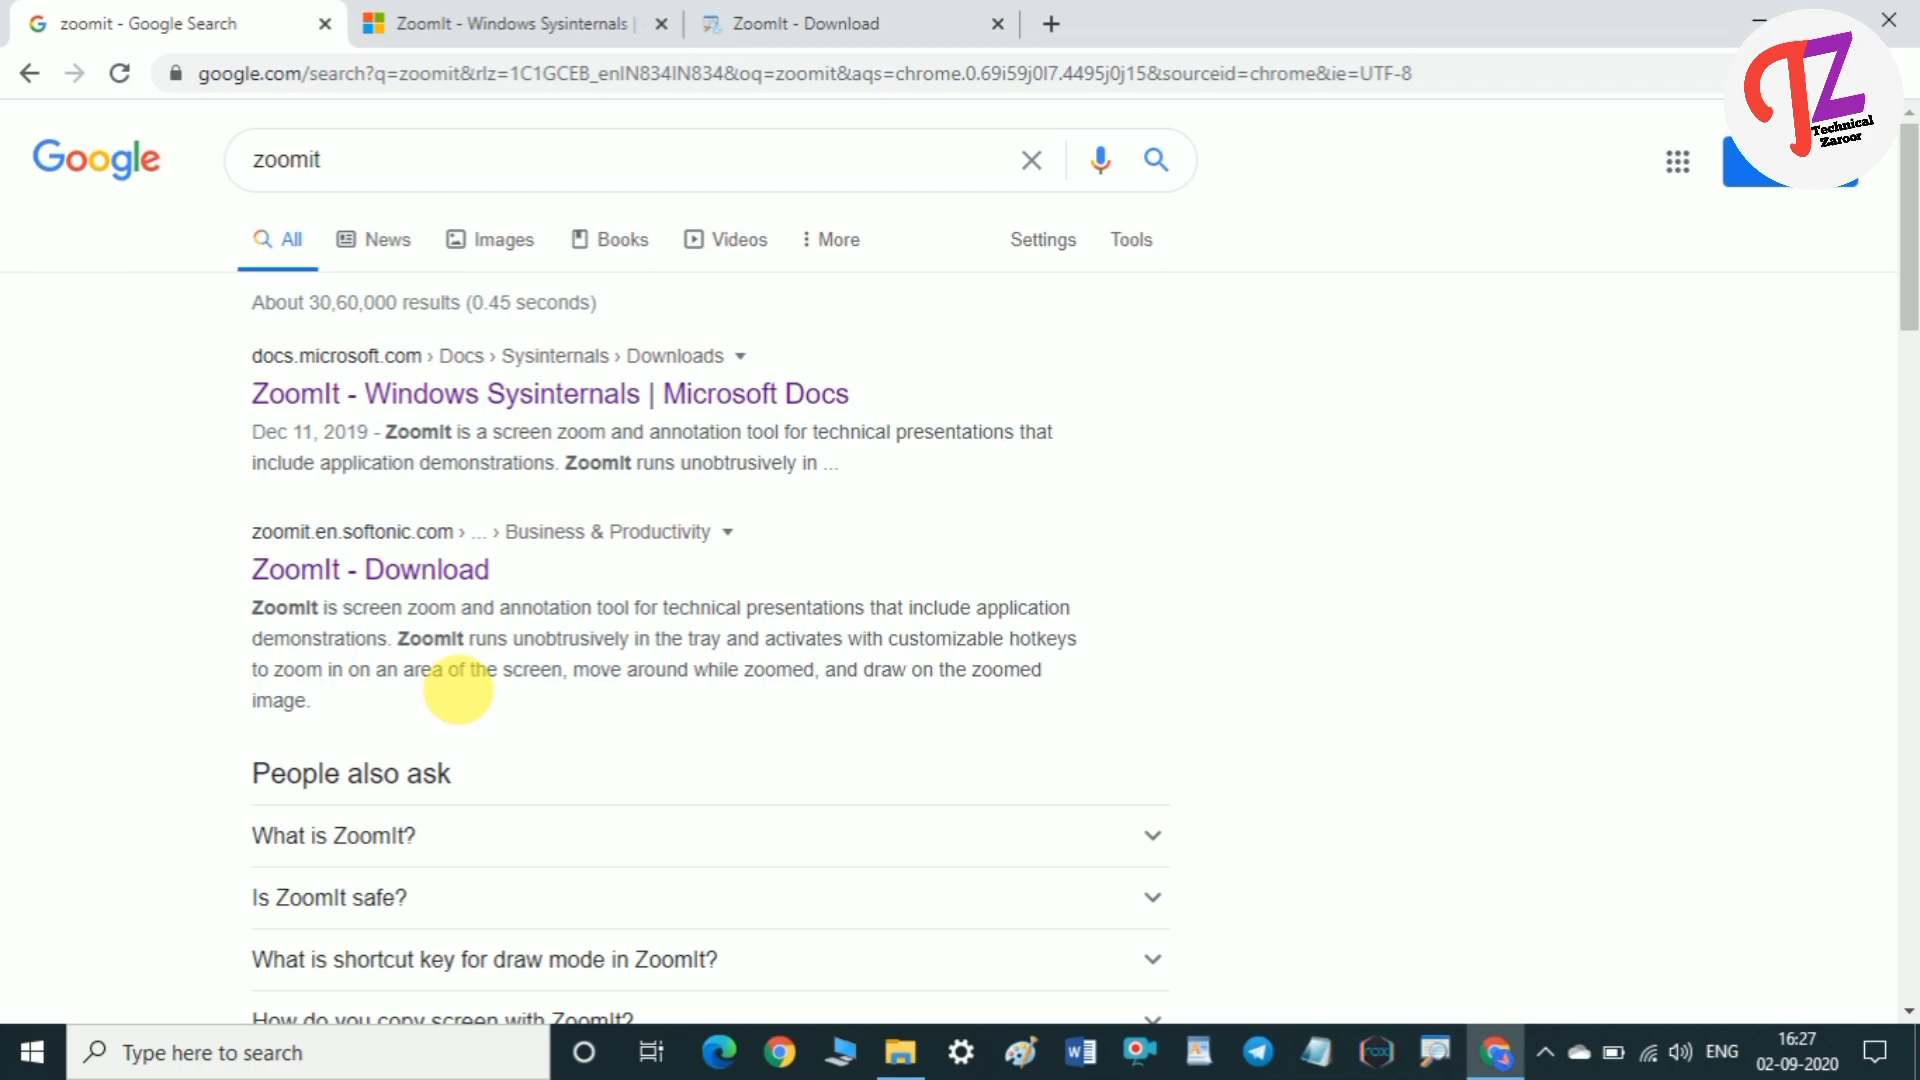 zoomit - Google Search
ZoomIt - Windows Sysinternals |
ZoomIt - Download
google.com/search?q=zoomit&rlz=1C1GCEB_enIN834IN834&oq=zoomit&aqs=chrome.0.69i59j0l7.4495j0j15&sourceid=chrome&ie=UTF-8
TZ
Technical
Zaroor
Google
zoomit
All
News
Images
Books
Videos
More
Settings
Tools
About 30,60,000 results (0.45 seconds)
docs.microsoft.com › Docs › Sysinternals › Downloads
ZoomIt - Windows Sysinternals | Microsoft Docs
Dec 11, 2019 - ZoomIt is a screen zoom and annotation tool for technical presentations that
include application demonstrations. ZoomIt runs unobtrusively in ...
zoomit.en.softonic.com › ... › Business & Productivity
ZoomIt - Download
ZoomIt is screen zoom and annotation tool for technical presentations that include application
demonstrations. ZoomIt runs unobtrusively in the tray and activates with customizable hotkeys
to zoom in on an area of the screen, move around while zoomed, and draw on the zoomed
image.
People also ask
What is ZoomIt?
Is ZoomIt safe?
What is shortcut key for draw mode in ZoomIt?
How do you copy screen with ZoomIt?
Type here to search
ENG
16:27
02-09-2020